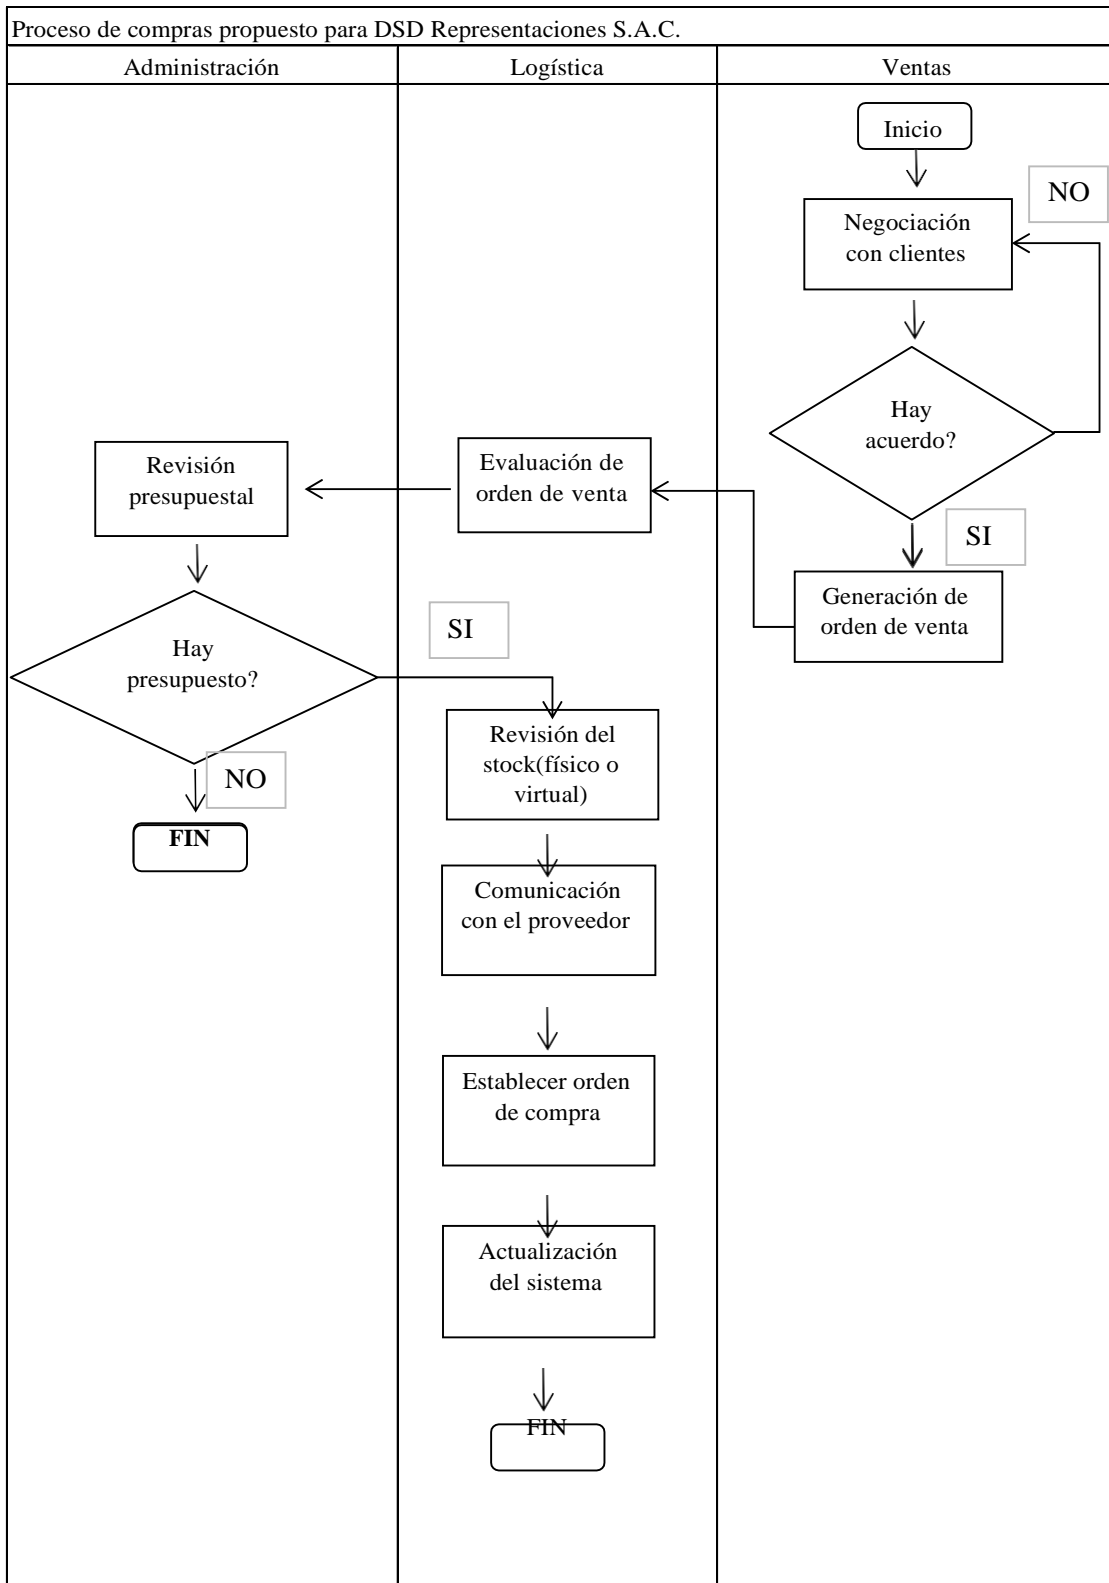 Proceso de compras propuesto para DSD Representaciones S.A.C.
Administración
Logística
Ventas
Inicio
NO
Negociación
con clientes
Hay
acuerdo?
SI
Generación de
orden de venta
Evaluación de
orden de venta
Revisión
presupuestal
Hay
presupuesto?
SI
NO
FIN
Revisión del
stock(físico o
virtual)
Comunicación
con el proveedor
Establecer orden
de compra
Actualización
del sistema
FIN